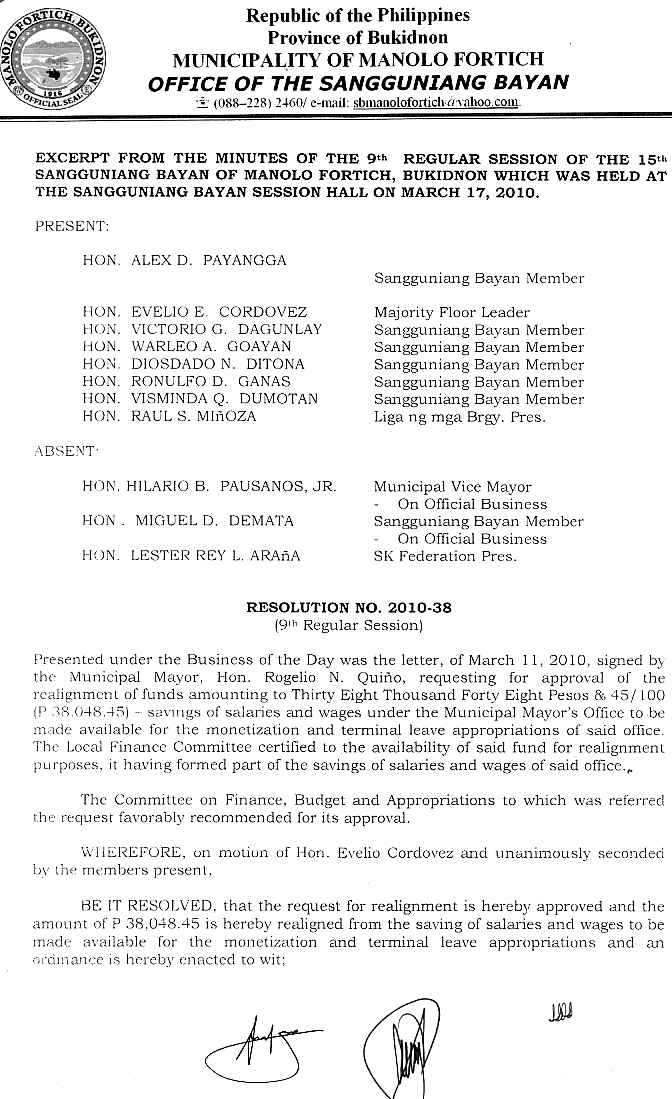 MANOLO FORTICH, BUKIDNON
1916
OFFICIAL SEAL
Republic of the Philippines
Province of Bukidnon
MUNICIPALITY OF MANOLO FORTICH
OFFICE OF THE SANGGUNIANG BAYAN
☏ (088–228) 2460/ e-mail: sbmanolofortich@yahoo.com.
EXCERPT FROM THE MINUTES OF THE 9th REGULAR SESSION OF THE 15th
SANGGUNIANG BAYAN OF MANOLO FORTICH, BUKIDNON WHICH WAS HELD AT
THE SANGGUNIANG BAYAN SESSION HALL ON MARCH 17, 2010.
PRESENT:
HON. ALEX D. PAYANGGA
Sangguniang Bayan Member
HON. EVELIO E. CORDOVEZ Majority Floor Leader
HON. VICTORIO G. DAGUNLAY Sangguniang Bayan Member
HON. WARLEO A. GOAYAN Sangguniang Bayan Member
HON. DIOSDADO N. DITONA Sangguniang Bayan Member
HON. RONULFO D. GANAS Sangguniang Bayan Member
HON. VISMINDA Q. DUMOTAN Sangguniang Bayan Member
HON. RAUL S. MIñOZA Liga ng mga Brgy. Pres.
ABSENT:
HON. HILARIO B. PAUSANOS, JR. Municipal Vice Mayor
- On Official Business
HON . MIGUEL D. DEMATA Sangguniang Bayan Member
- On Official Business
HON. LESTER REY L. ARAñA SK Federation Pres.
RESOLUTION NO. 2010-38
(9th Regular Session)
Presented under the Business of the Day was the letter, of March 11, 2010, signed by
the Municipal Mayor, Hon. Rogelio N. Quiño, requesting for approval of the
realignment of funds amounting to Thirty Eight Thousand Forty Eight Pesos & 45/100
(P 38.048.45) – savings of salaries and wages under the Municipal Mayor's Office to be
made available for the monetization and terminal leave appropriations of said office.
The Local Finance Committee certified to the availability of said fund for realignment
purposes, it having formed part of the savings of salaries and wages of said office.
The Committee on Finance, Budget and Appropriations to which was referred
the request favorably recommended for its approval.
WHEREFORE, on motion of Hon. Evelio Cordovez and unanimously seconded
by the members present,
BE IT RESOLVED, that the request for realignment is hereby approved and the
amount of P 38,048.45 is hereby realigned from the saving of salaries and wages to be
made available for the monetization and terminal leave appropriations and an
ordinance is hereby enacted to wit;